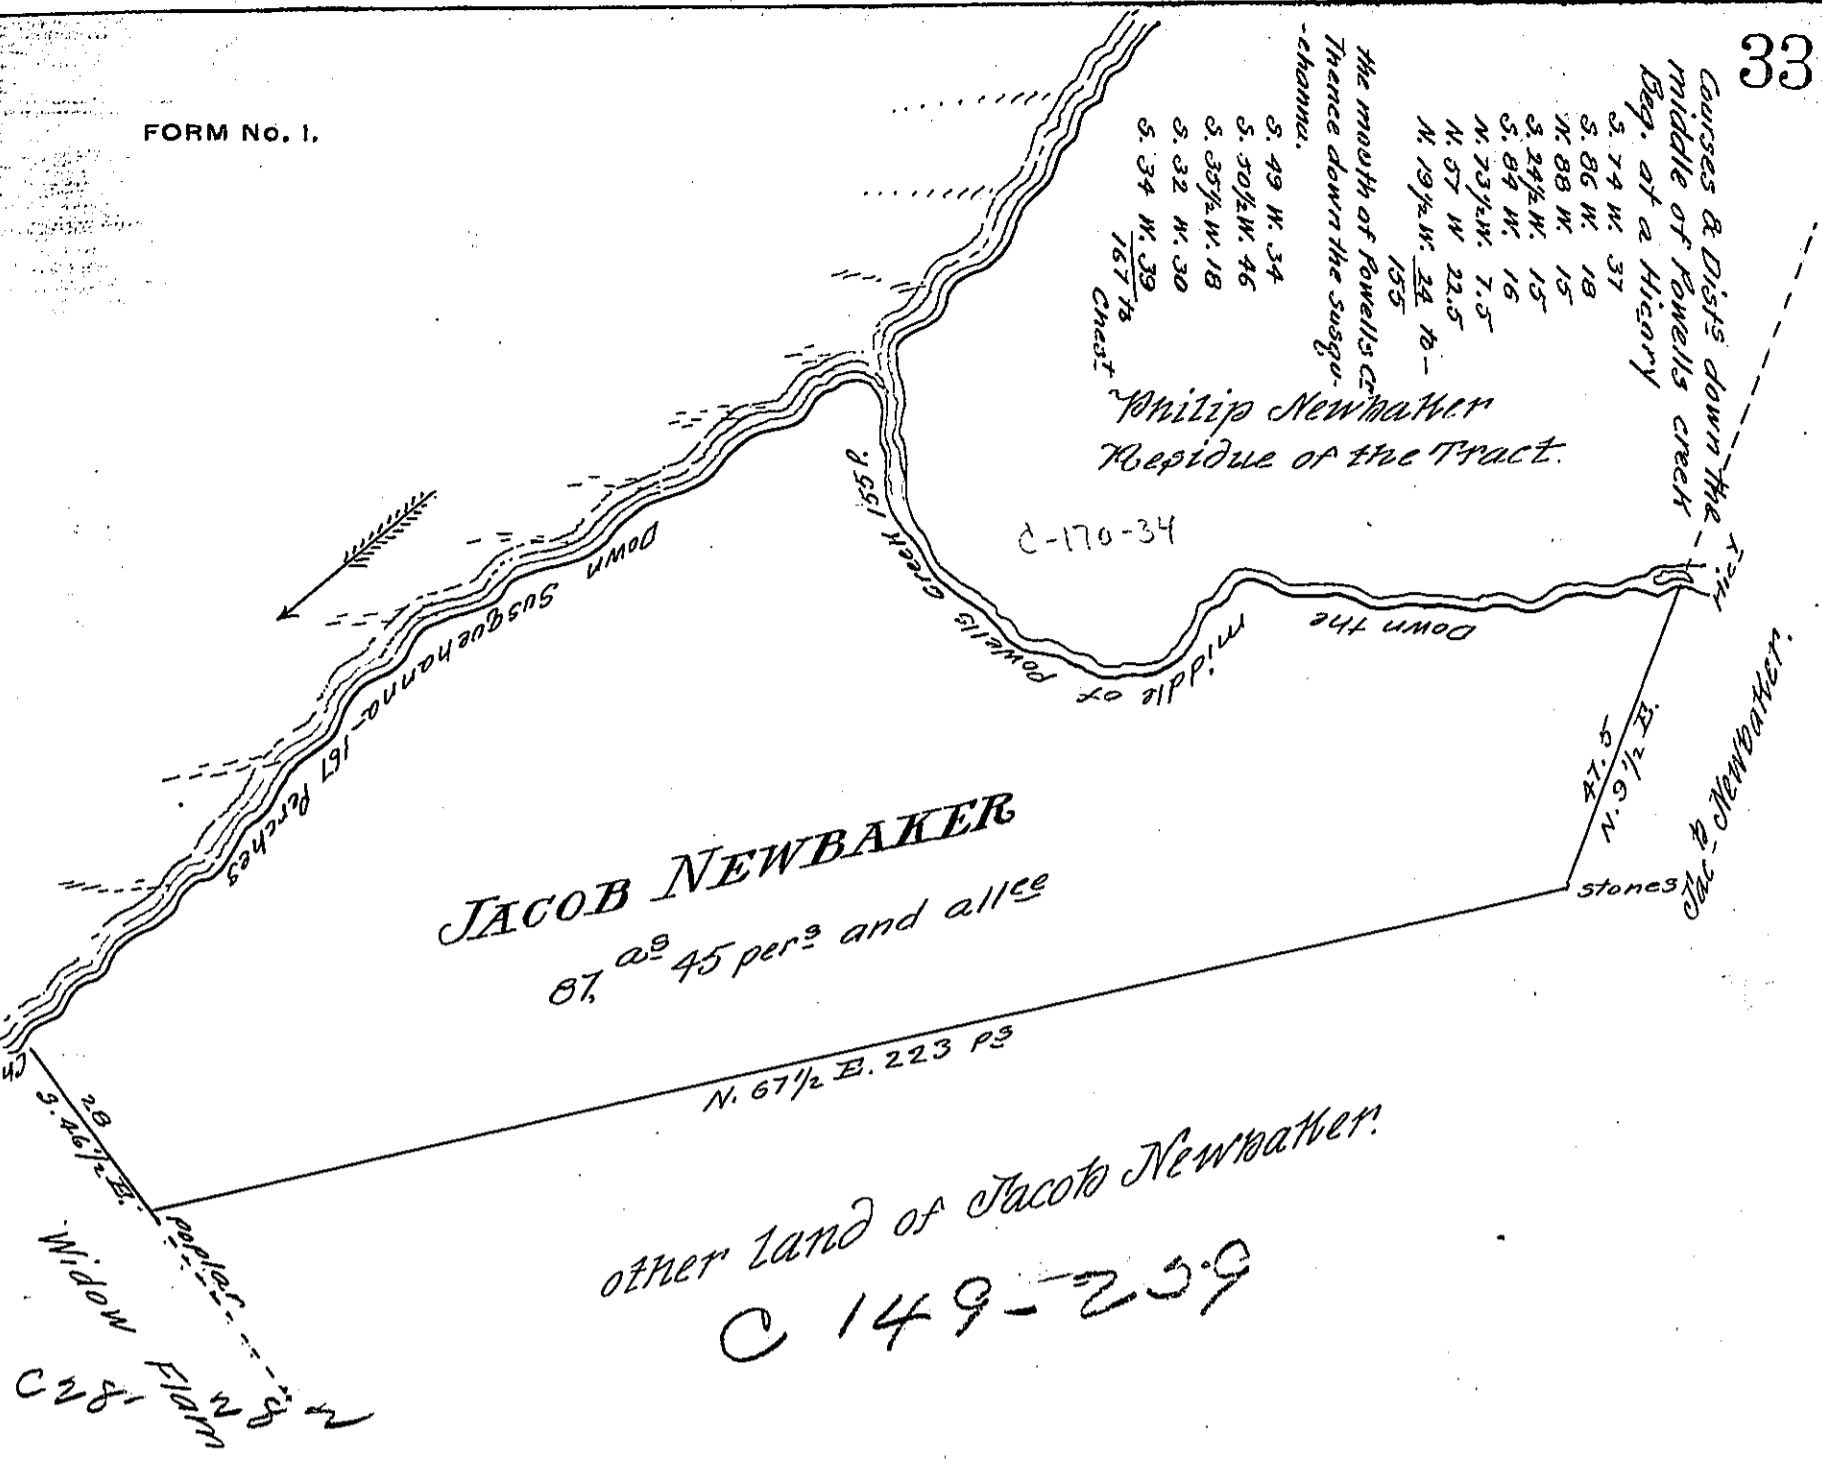 33
FORM No. 1.
Courses & Dists down the
middle of Powells creek
Beg. at a Hicory
S. 74 W. 37
S. 86 W. 18
N. 88 W. 15
S. 24½ W. 15
S. 84 W. 16
N. 73½ W. 7.5
N. 57 W 22.5
N. 19½ W. 24 to-
155
the mouth of Powells Cr
Thence down the Susqu-
-ehanna.
S. 49 W. 34
S. 50½ W. 46
S. 35½ W. 18
S. 32 W. 30
S. 34 W. 39
167 to
Chest
Philip Newbaker
Residue of the Tract.
C-170-34
Down the middle of Powells Creek 155 p.
Down Susquehanna - 167 Perches
Hicy
47.5
N. 9½ E.
Jac Newbaker.
stones
JACOB NEWBAKER
87 as 45 pers and allce
N. 67½ E. 223 Ps
Ch
28
S. 46½ E.
poplar
Widow Flam
C 28- 282
other land of Jacob Newbaker.
C 149-259